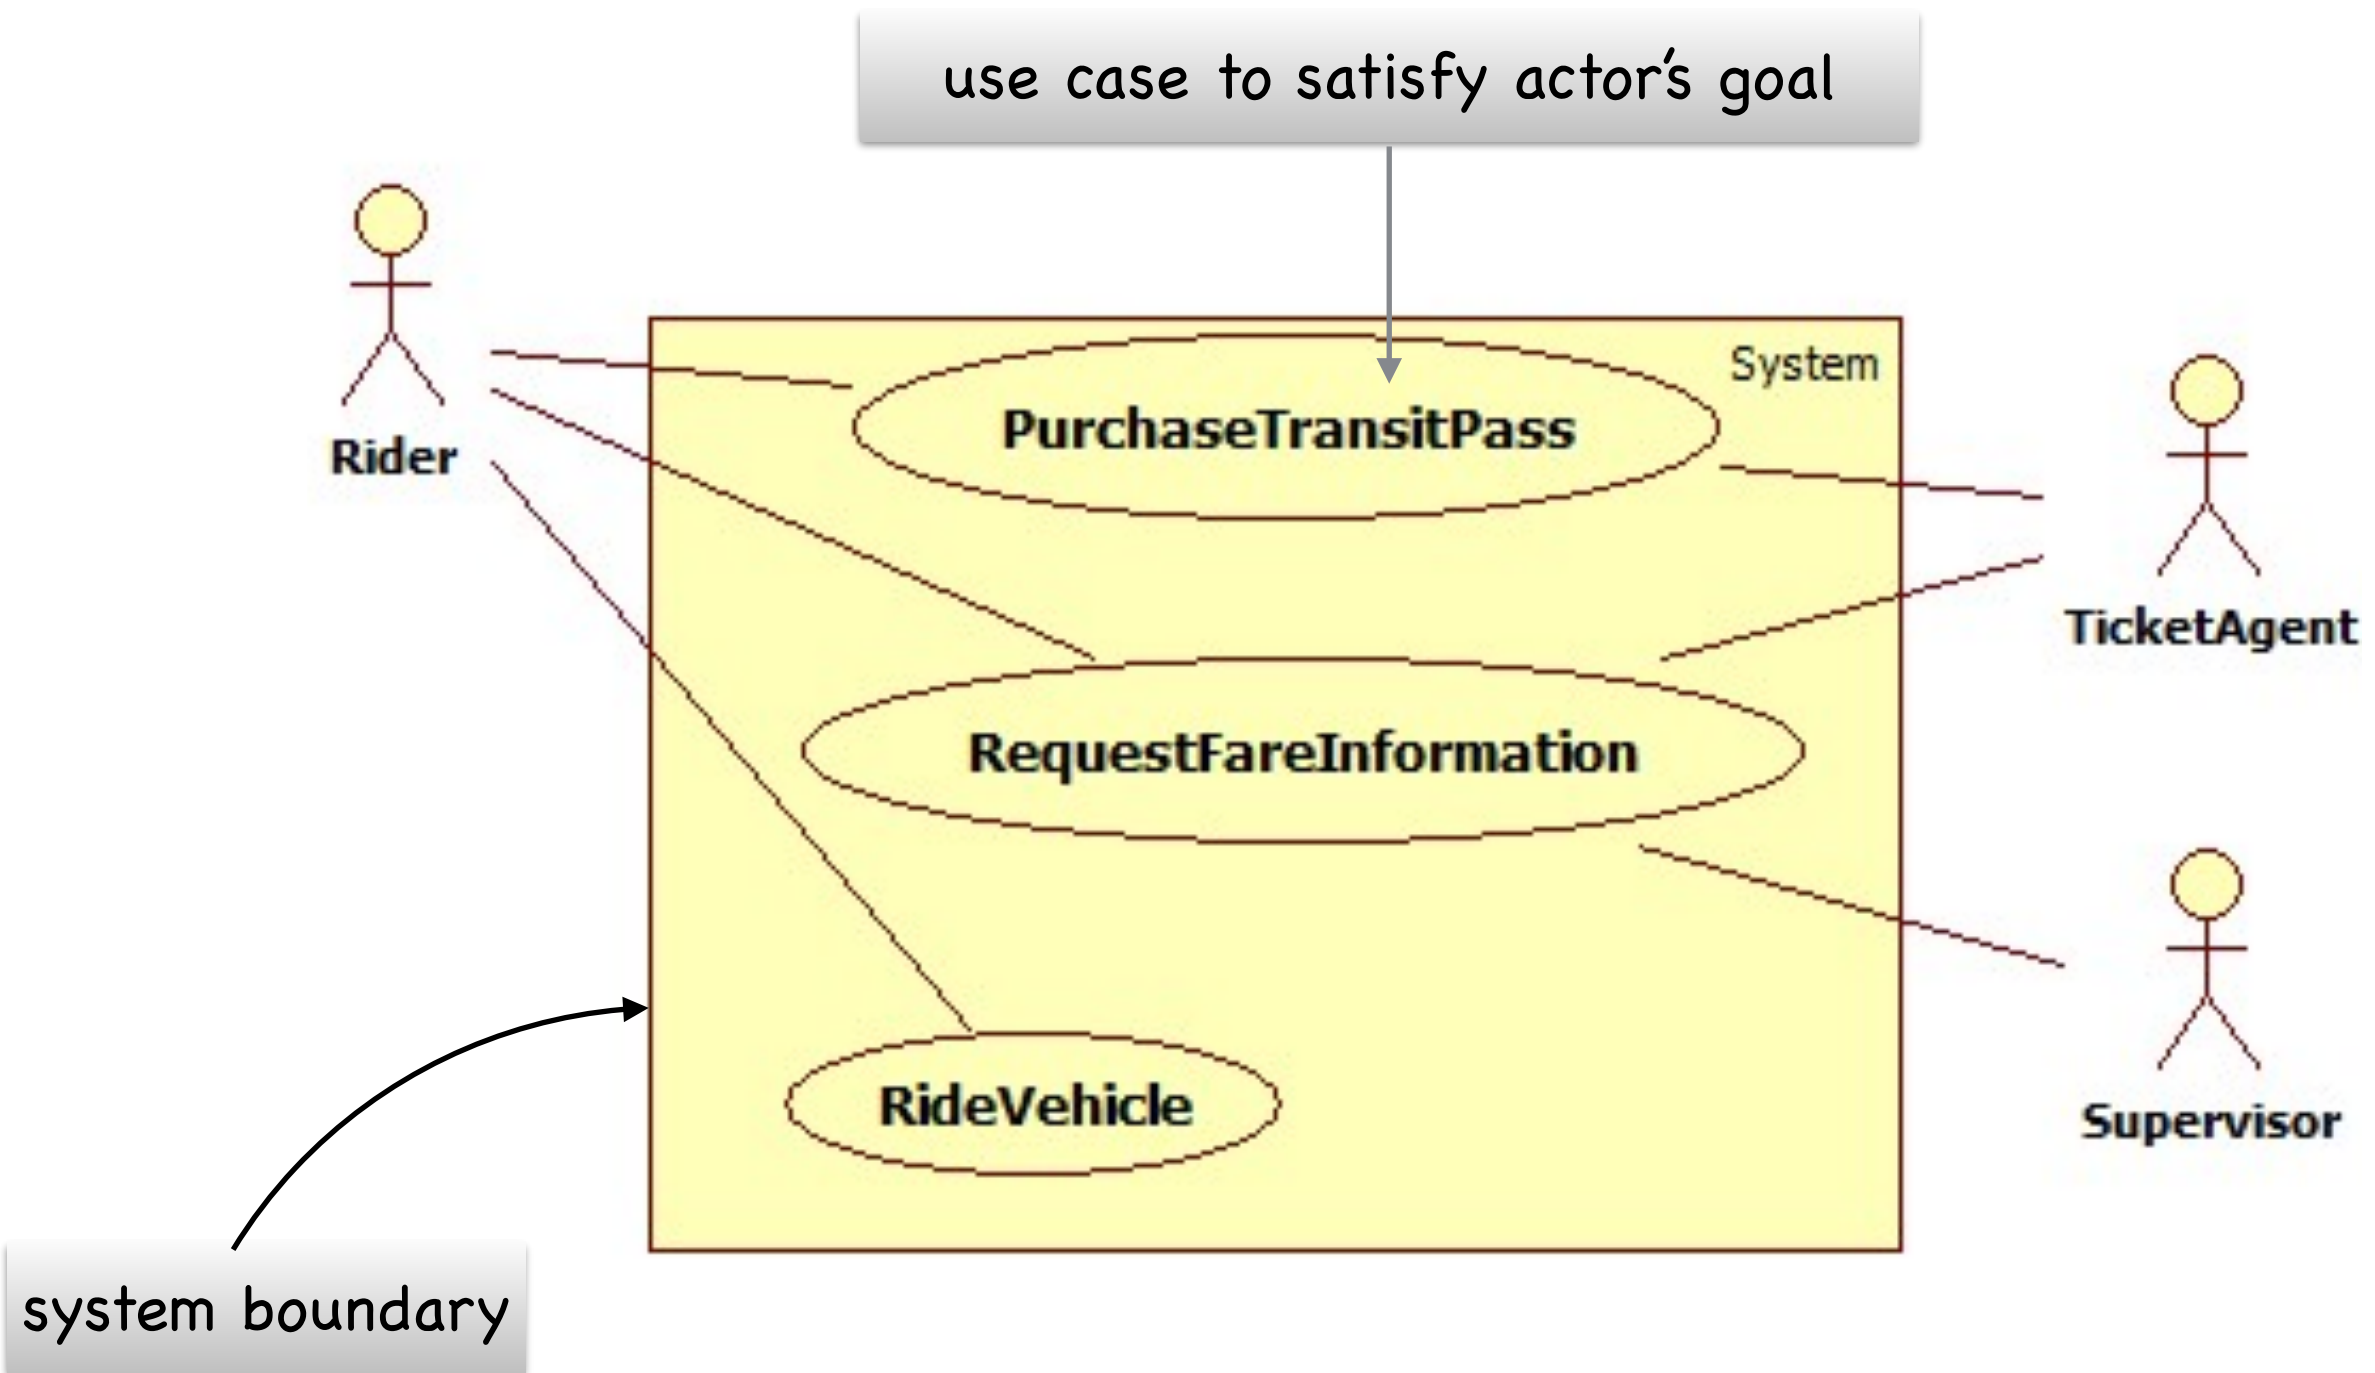 use case to satisfy actor's goal
System
PurchaseTransitPass
Rider
TicketAgent
RequestFareInformation
RideVehicle
Supervisor
system boundary